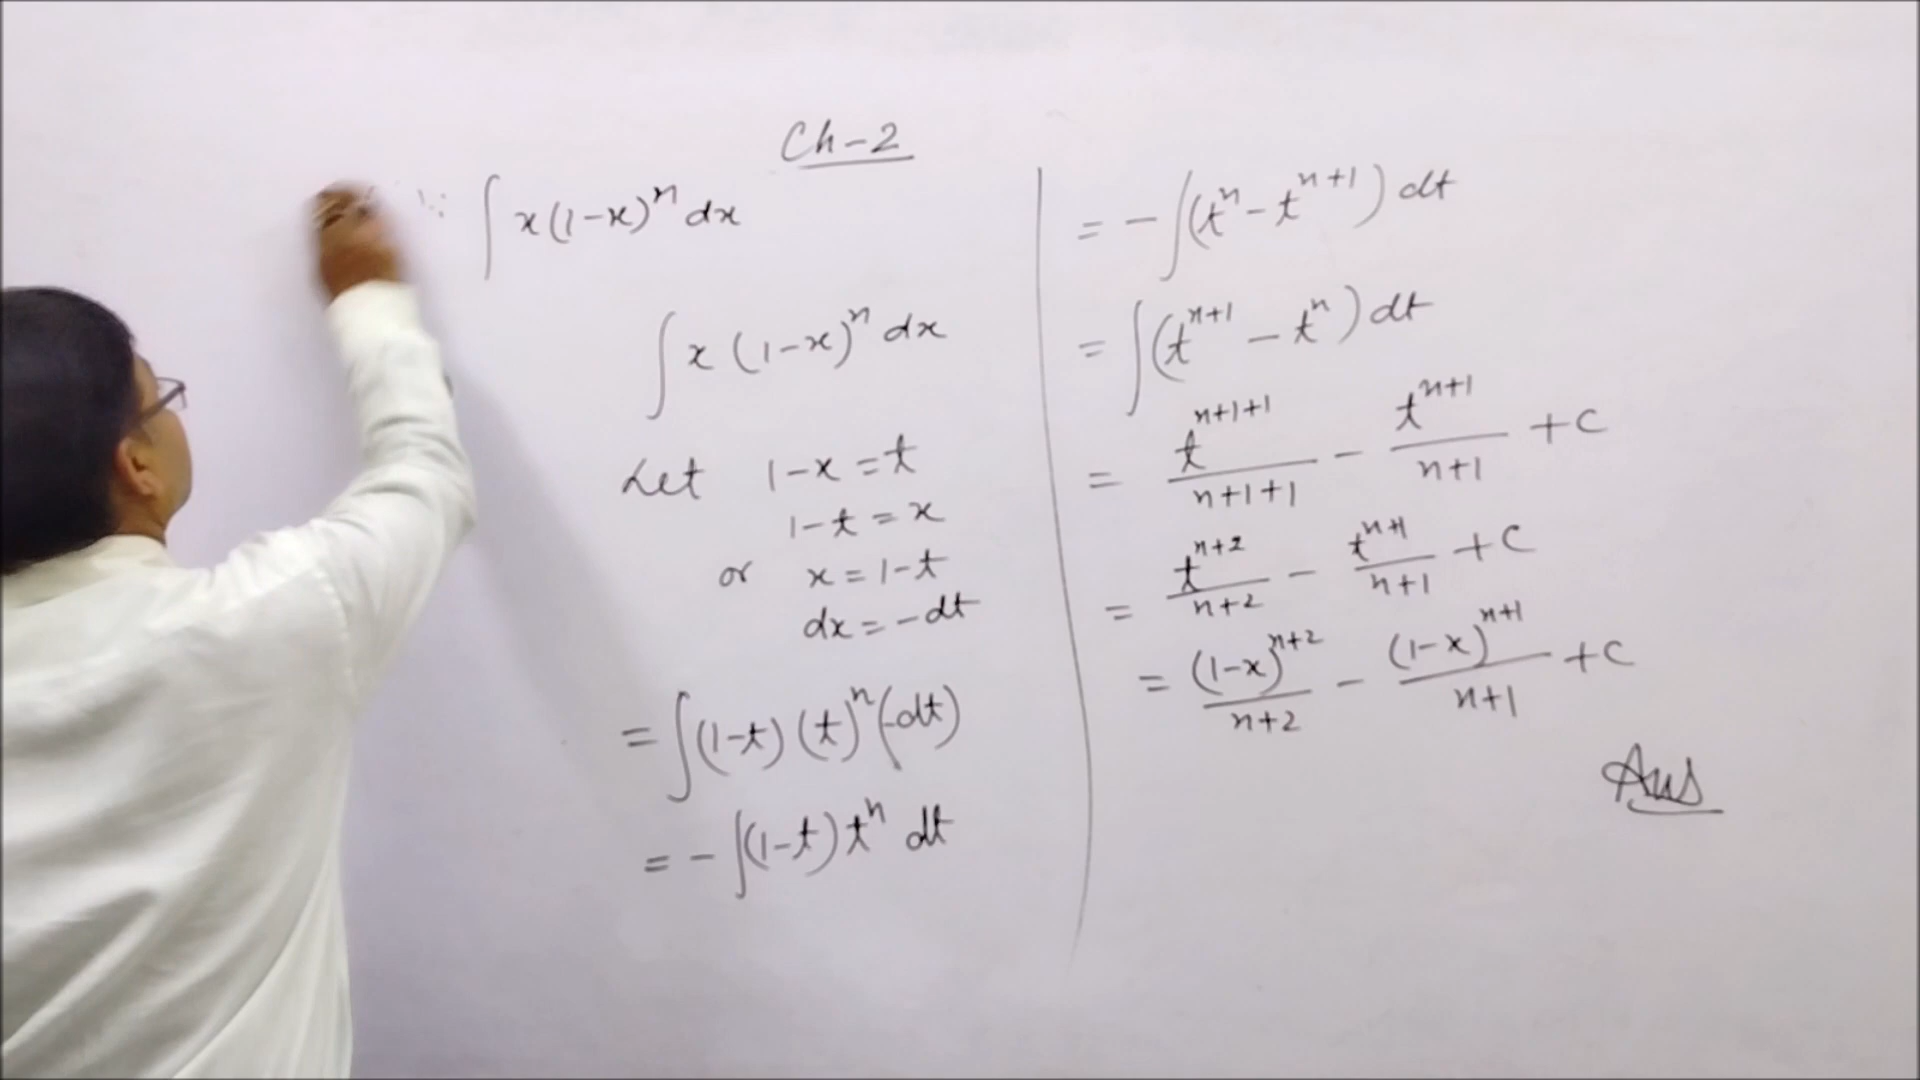 Ch-2
∫ x(1-x)^n dx
∫ x (1-x)^n dx
Let 1-x = t
1-t = x
or x = 1-t
dx = -dt
= ∫(1-t) (t)^n (-dt)
= - ∫(1-t) t^n dt
= - ∫(t^n - t^{n+1}) dt
= ∫(t^{n+1} - t^n) dt
= t^{n+1+1}/(n+1+1) - t^{n+1}/(n+1) + C
= t^{n+2}/(n+2) - t^{n+1}/(n+1) + C
= (1-x)^{n+2}/(n+2) - (1-x)^{n+1}/(n+1) + C
Ans